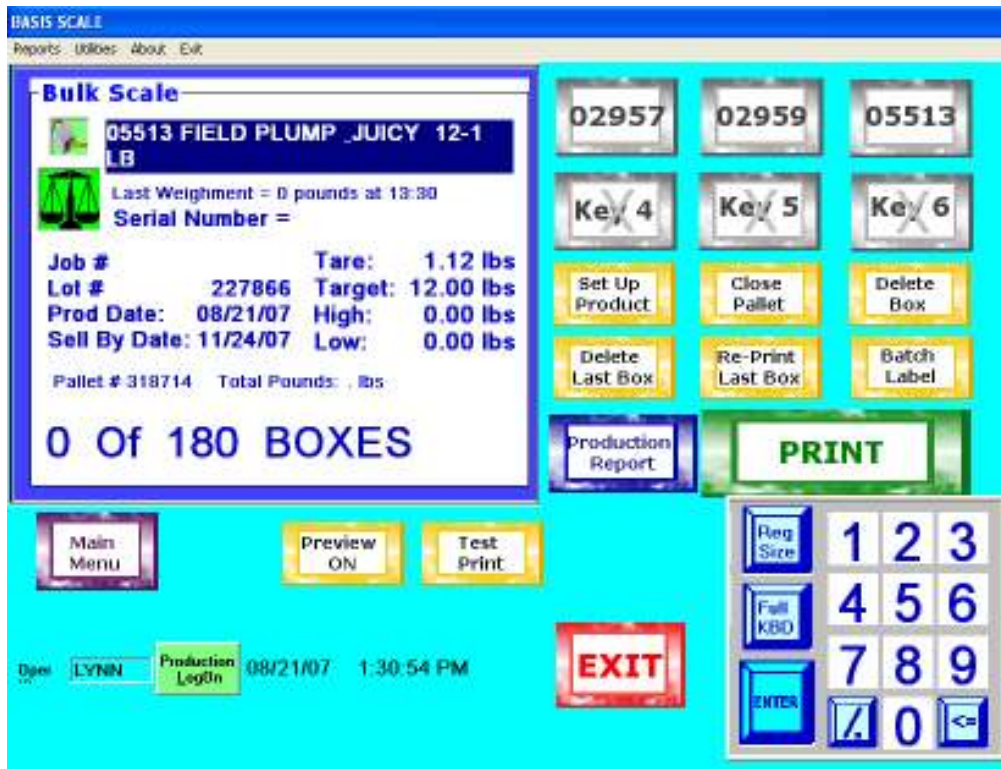 BASIS SCALE
Reports Utilities About Exit
Bulk Scale
05513 FIELD PLUMP _JUICY 12-1
LB
Last Weighment = 0 pounds at 13:30
Serial Number =
Job # Tare: 1.12 lbs
Lot # 227866 Target: 12.00 lbs
Prod Date: 08/21/07 High: 0.00 lbs
Sell By Date: 11/24/07 Low: 0.00 lbs
Pallet # 318714 Total Pounds: . lbs
0 Of 180 BOXES
02957 02959 05513
Key 4 Key 5 Key 6
Set Up
Product
Close
Pallet
Delete
Box
Delete
Last Box
Re-Print
Last Box
Batch
Label
Production
Report
PRINT
Main
Menu
Preview
ON
Test
Print
Reg
Size
1 2 3
Full
KBD
4 5 6
ENTER
7 8 9
/. 0 <=
Oper LYNN
Production
LogOn
08/21/07 1:30:54 PM
EXIT